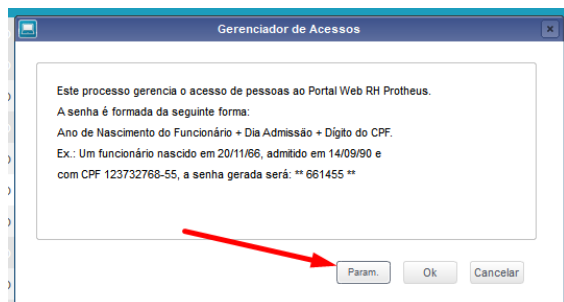 Gerenciador de Acessos
Este processo gerencia o acesso de pessoas ao Portal Web RH Protheus.
A senha é formada da seguinte forma:
Ano de Nascimento do Funcionário + Dia Admissão + Dígito do CPF.
Ex.: Um funcionário nascido em 20/11/66, admitido em 14/09/90 e
com CPF 123732768-55, a senha gerada será: ** 661455 **
Param.
Ok
Cancelar